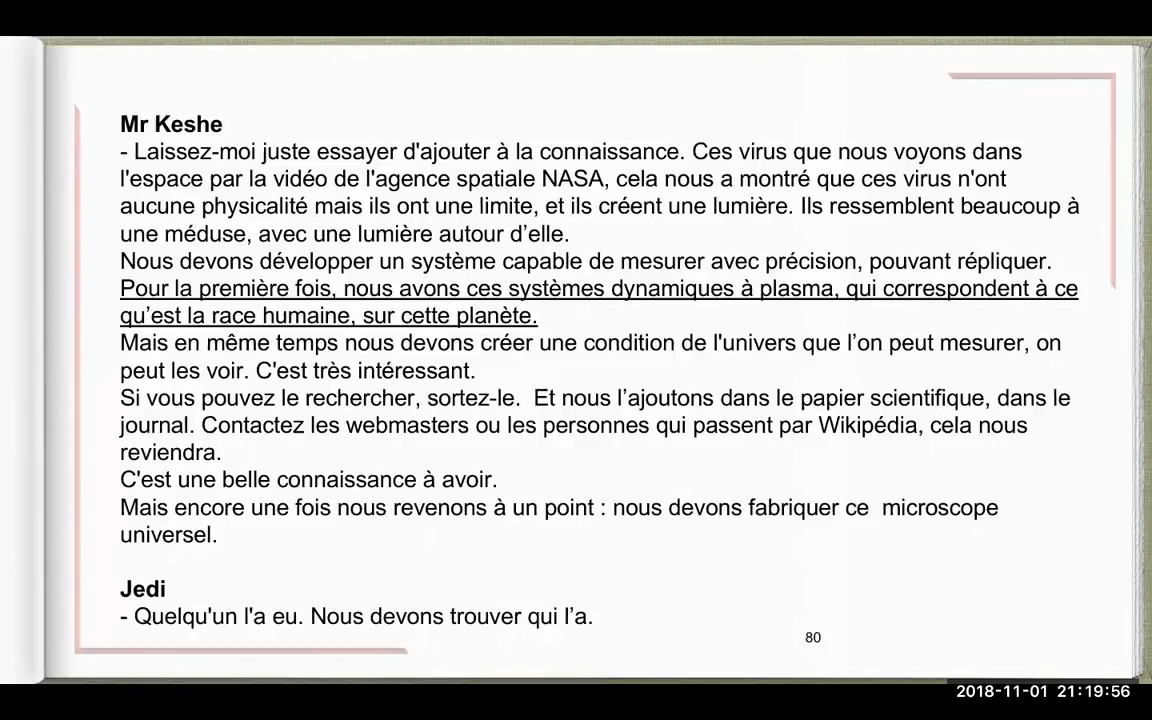 Mr Keshe
- Laissez-moi juste essayer d'ajouter à la connaissance. Ces virus que nous voyons dans
l'espace par la vidéo de l'agence spatiale NASA, cela nous a montré que ces virus n'ont
aucune physicalité mais ils ont une limite, et ils créent une lumière. Ils ressemblent beaucoup à
une méduse, avec une lumière autour d’elle.
Nous devons développer un système capable de mesurer avec précision, pouvant répliquer.
Pour la première fois, nous avons ces systèmes dynamiques à plasma, qui correspondent à ce
qu’est la race humaine, sur cette planète.
Mais en même temps nous devons créer une condition de l'univers que l’on peut mesurer, on
peut les voir. C'est très intéressant.
Si vous pouvez le rechercher, sortez-le.  Et nous l’ajoutons dans le papier scientifique, dans le
journal. Contactez les webmasters ou les personnes qui passent par Wikipédia, cela nous
reviendra.
C'est une belle connaissance à avoir.
Mais encore une fois nous revenons à un point : nous devons fabriquer ce  microscope
universel.
Jedi
- Quelqu'un l'a eu. Nous devons trouver qui l’a.
80
2018-11-01 21:19:56